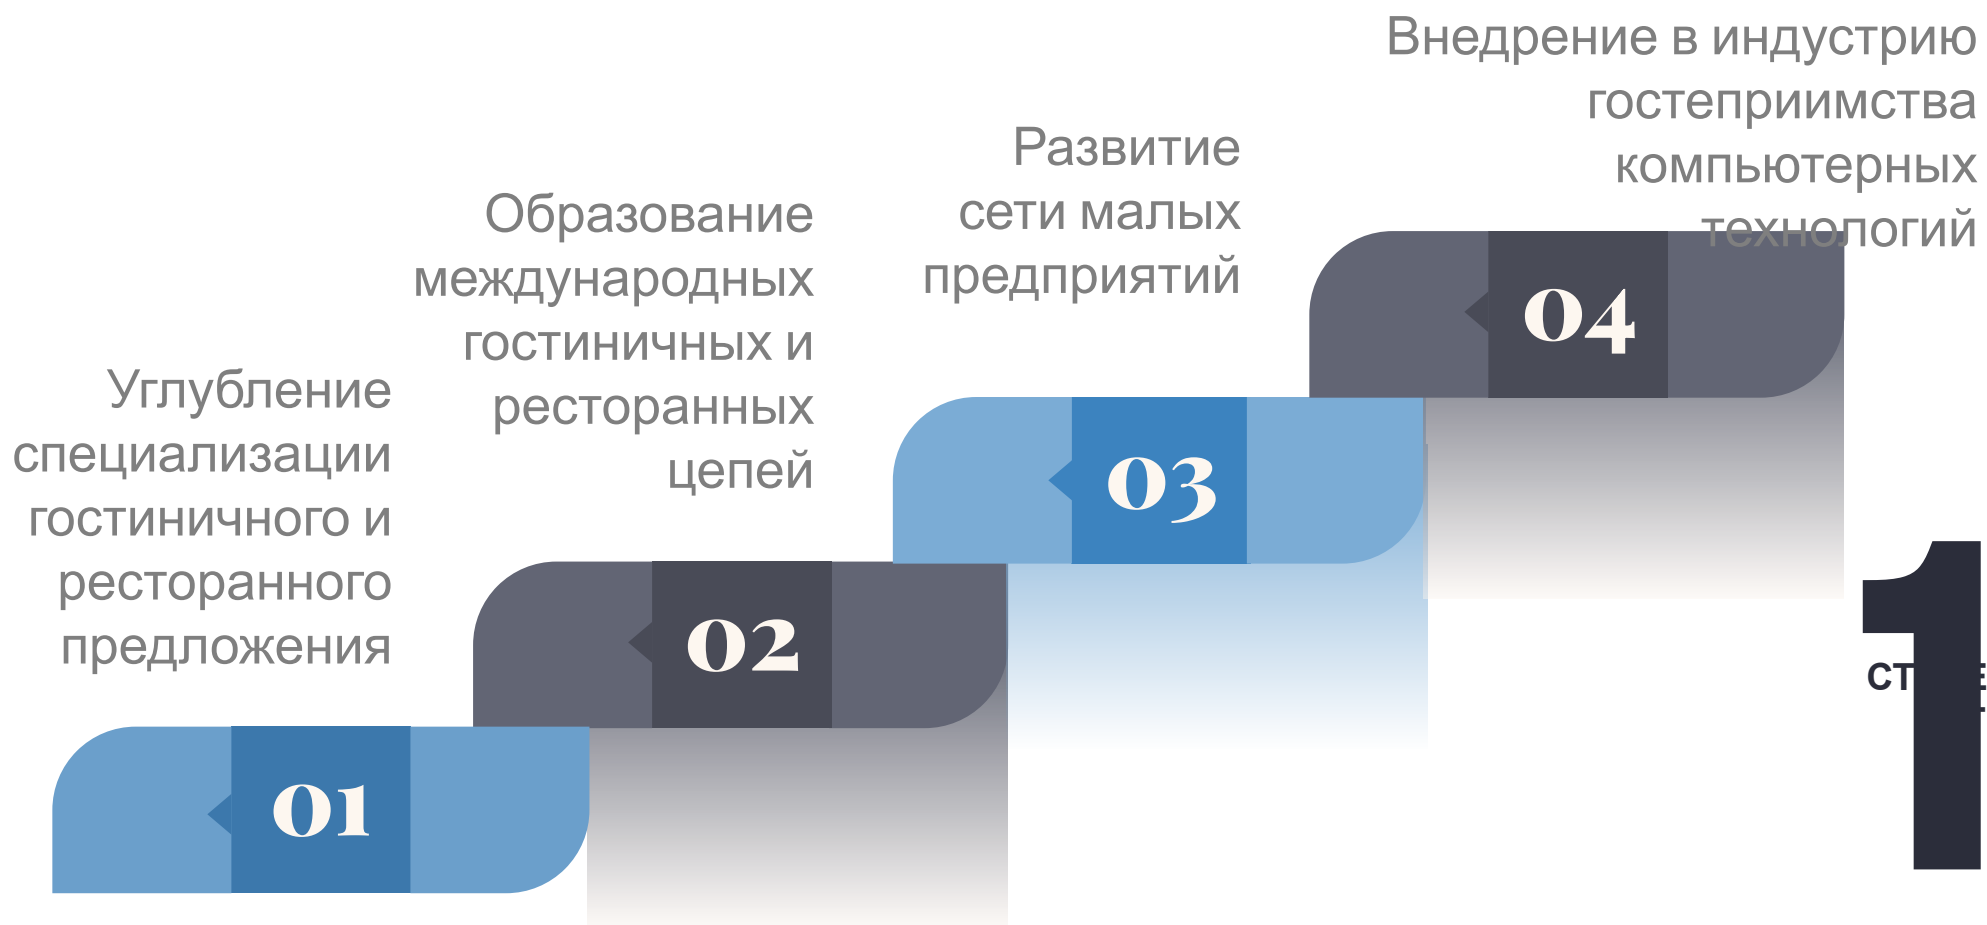 Углубление
специализации
гостиничного и
ресторанного
предложения
01
Образование
международных
гостиничных и
ресторанных
цепей
02
Развитие
сети малых
предприятий
03
Внедрение в индустрию
гостеприимства
компьютерных
технологий
04
1